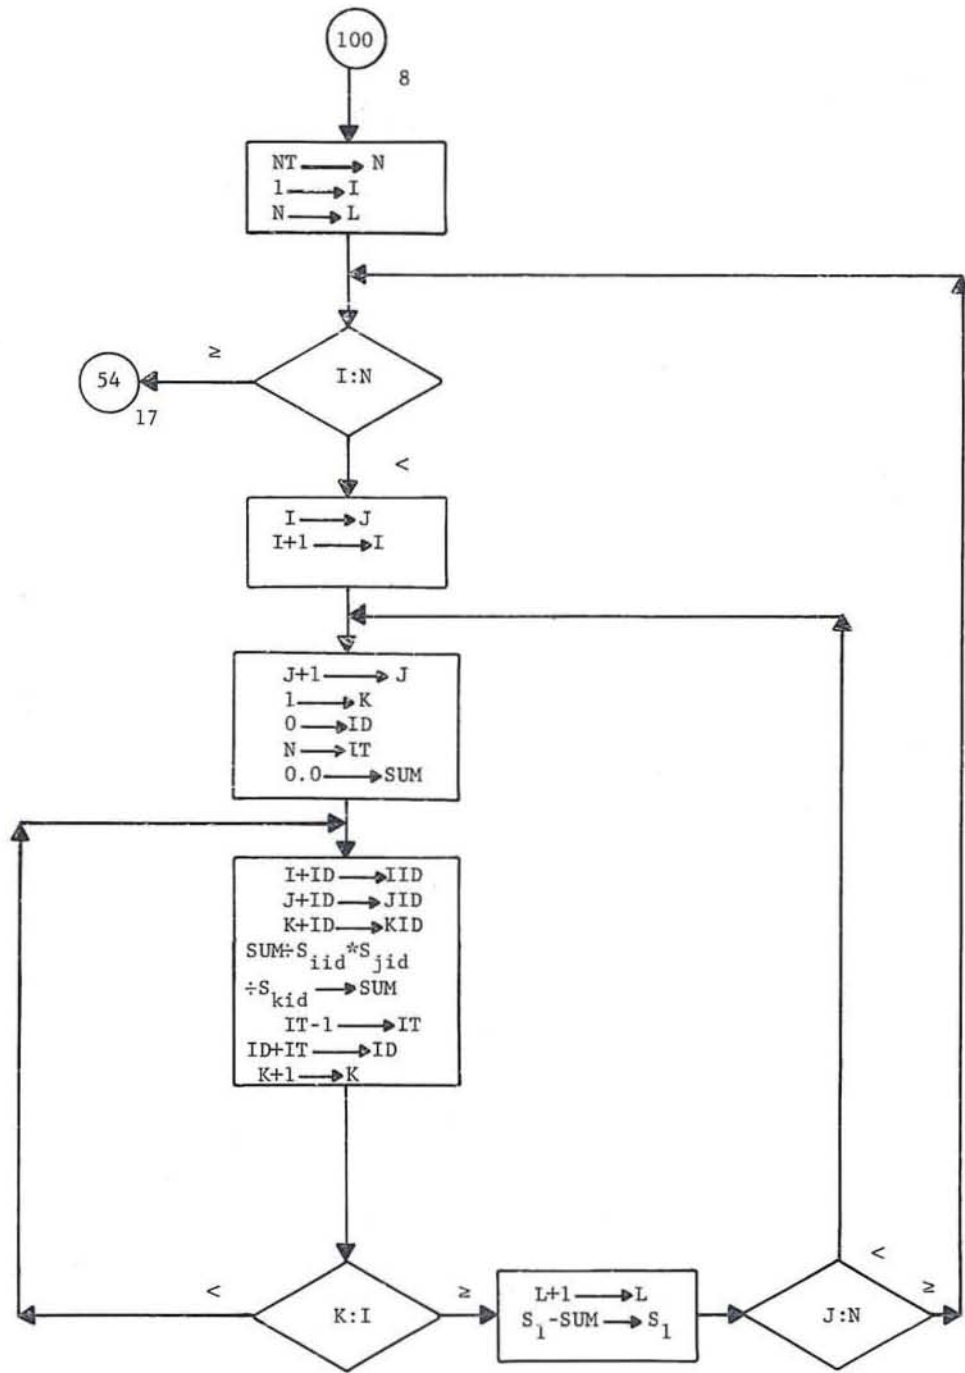 100
8
NT → N
1 → I
N → L
≥
I:N
54
17
<
I → J
I+1 → I
J+1 → J
1 → K
0 → ID
N → IT
0.0 → SUM
I+ID → IID
J+ID → JID
K+ID → KID
SUM÷S_iid*S_jid
÷S_kid → SUM
IT-1 → IT
ID+IT → ID
K+1 → K
<
K:I
≥
L+1 → L
S_l-SUM → S_l
<
J:N
≥